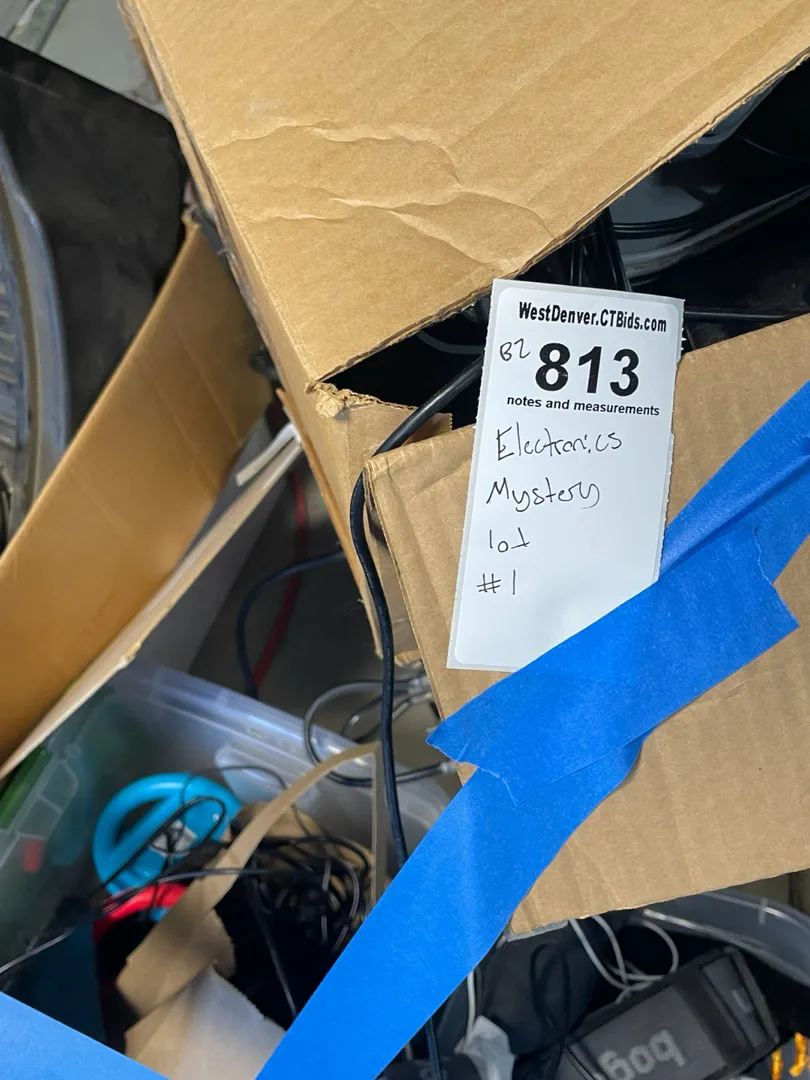 WestDenver.CTBids.com
B2 813
notes and measurements
Electronics
Mystery
lot
#1